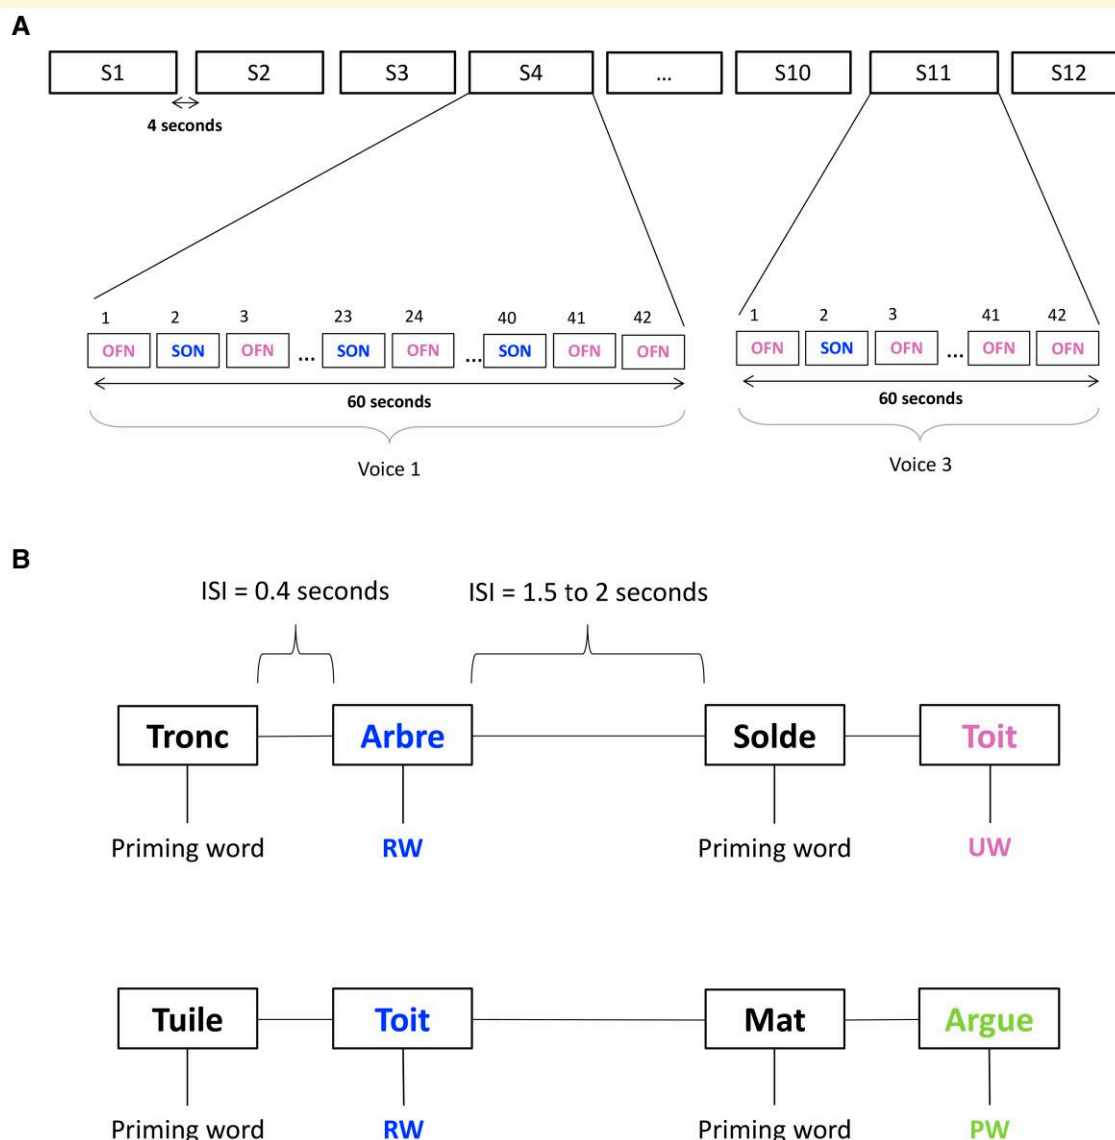 A
S1 S2 S3 S4 ... S10 S11 S12
4 seconds
1 2 3 23 24 40 41 42 1 2 3 41 42
OFN SON OFN ... SON OFN ... SON OFN OFN OFN SON OFN ... OFN OFN
60 seconds 60 seconds
Voice 1 Voice 3
B
ISI = 0.4 seconds ISI = 1.5 to 2 seconds
Tronc Arbre Solde Toit
Priming word RW Priming word UW
Tuile Toit Mat Argue
Priming word RW Priming word PW